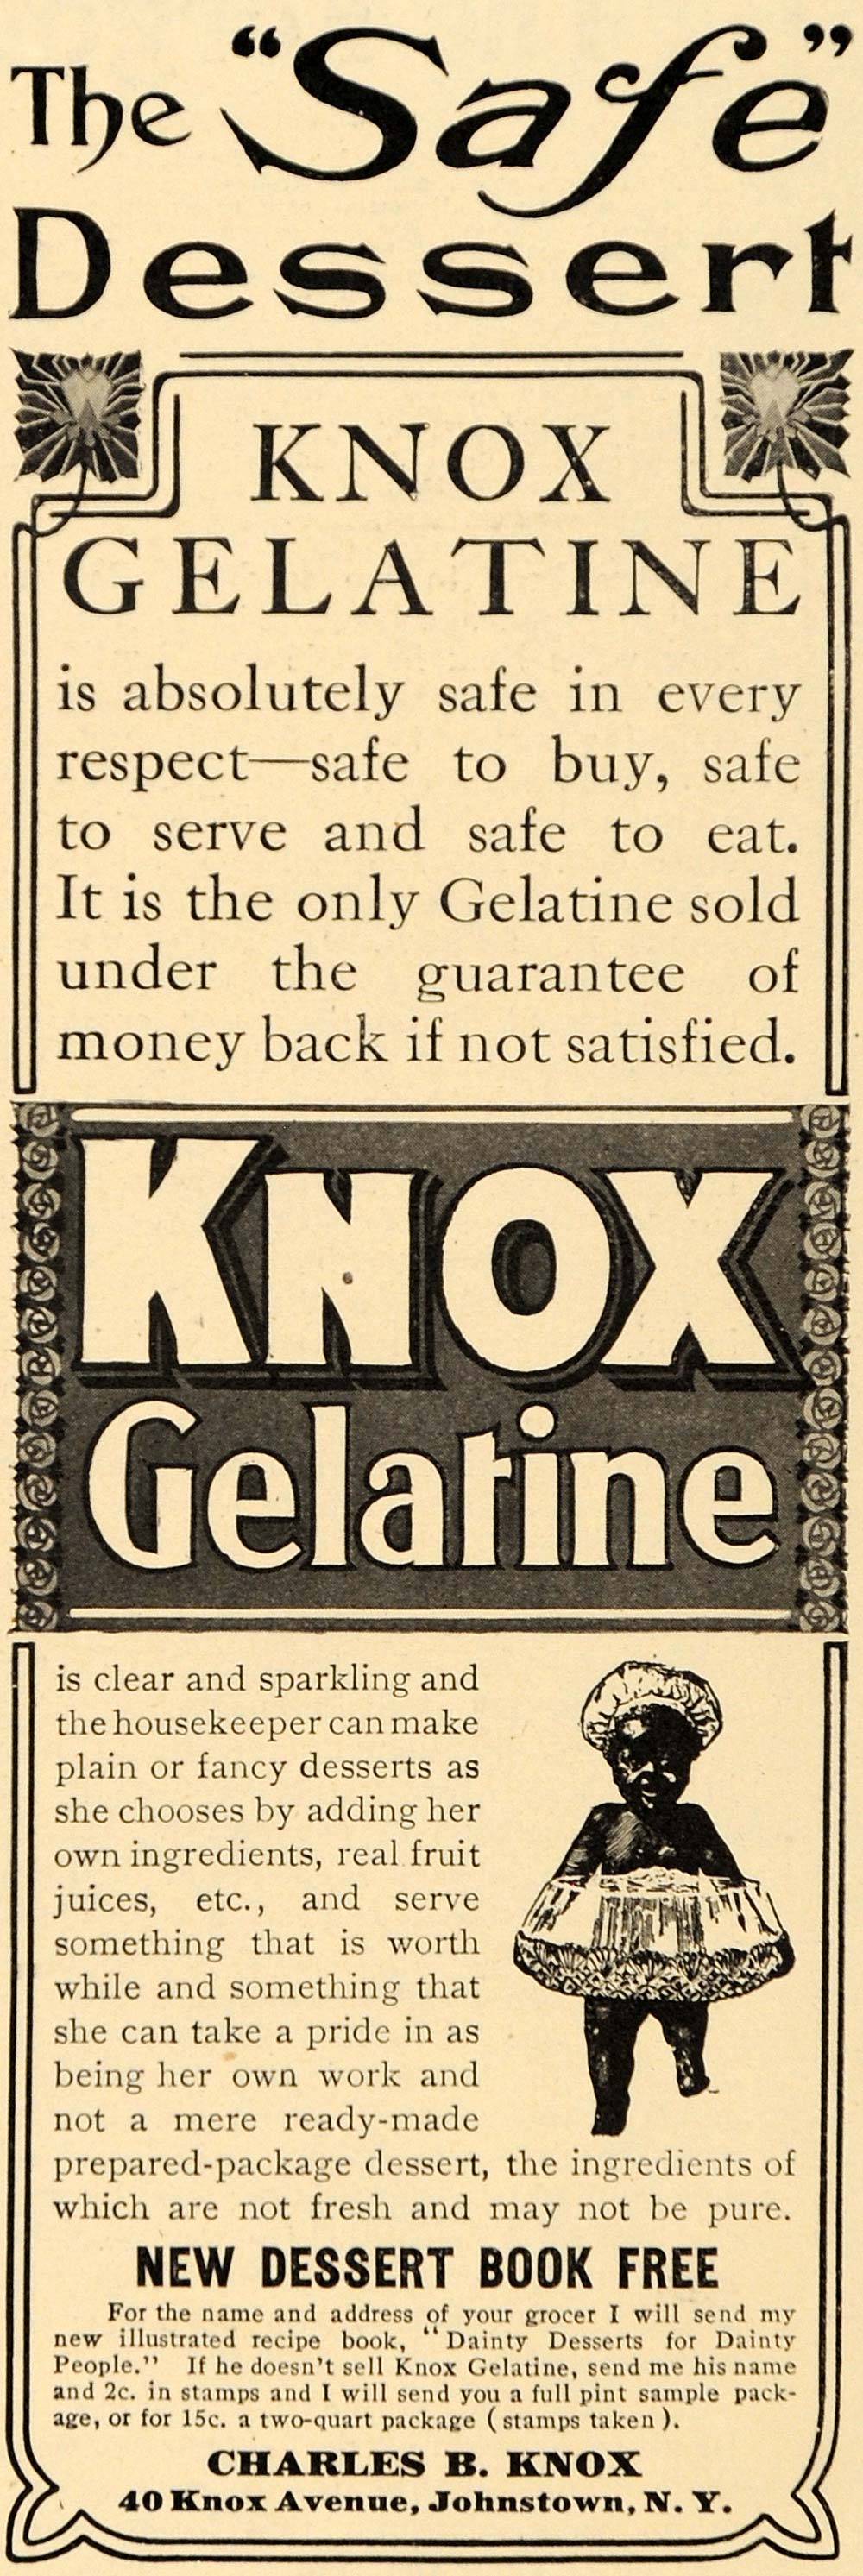 The “Safe”
Dessert
KNOX
GELATINE
is absolutely safe in every
respect—safe to buy, safe
to serve and safe to eat.
It is the only Gelatine sold
under the guarantee of
money back if not satisfied.
KNOX
Gelatine
is clear and sparkling and
the housekeeper can make
plain or fancy desserts as
she chooses by adding her
own ingredients, real fruit
juices, etc., and serve
something that is worth
while and something that
she can take a pride in as
being her own work and
not a mere ready-made
prepared-package dessert, the ingredients of
which are not fresh and may not be pure.
NEW DESSERT BOOK FREE
For the name and address of your grocer I will send my
new illustrated recipe book, “Dainty Desserts for Dainty
People.” If he doesn't sell Knox Gelatine, send me his name
and 2c. in stamps and I will send you a full pint sample pack-
age, or for 15c. a two-quart package (stamps taken).
CHARLES B. KNOX
40 Knox Avenue, Johnstown, N. Y.